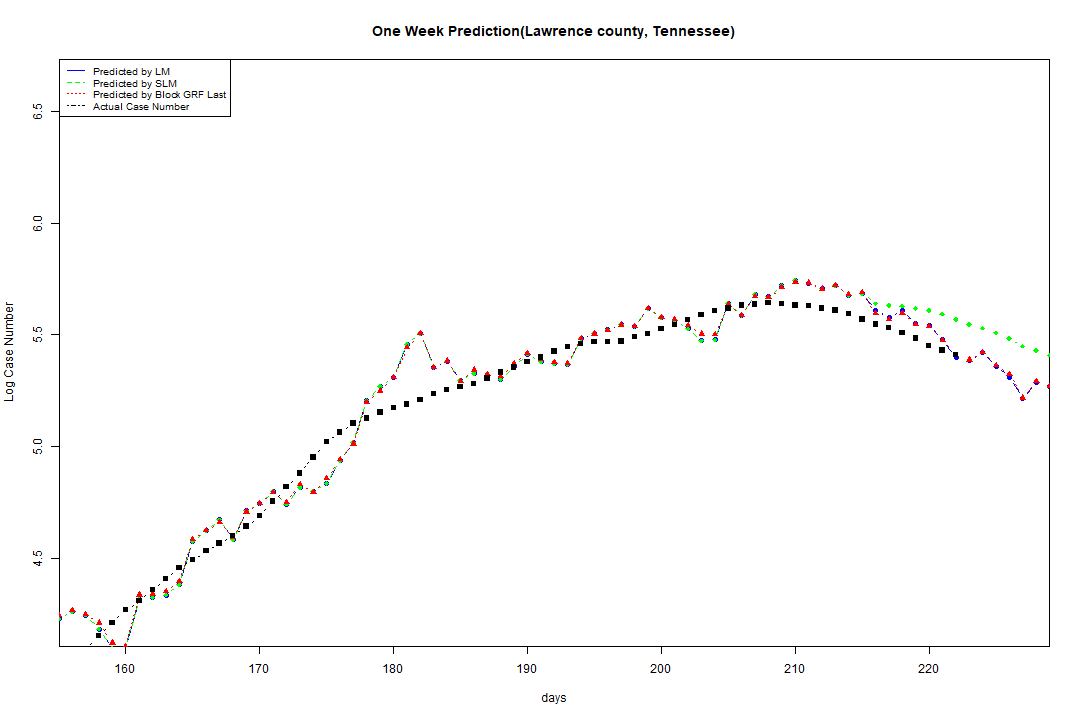 One Week Prediction(Lawrence county, Tennessee)
Predicted by LM
Predicted by SLM
Predicted by Block GRF Last
Actual Case Number
6.5
6.0
5.5
5.0
4.5
Log Case Number
160 170 180 190 200 210 220
days